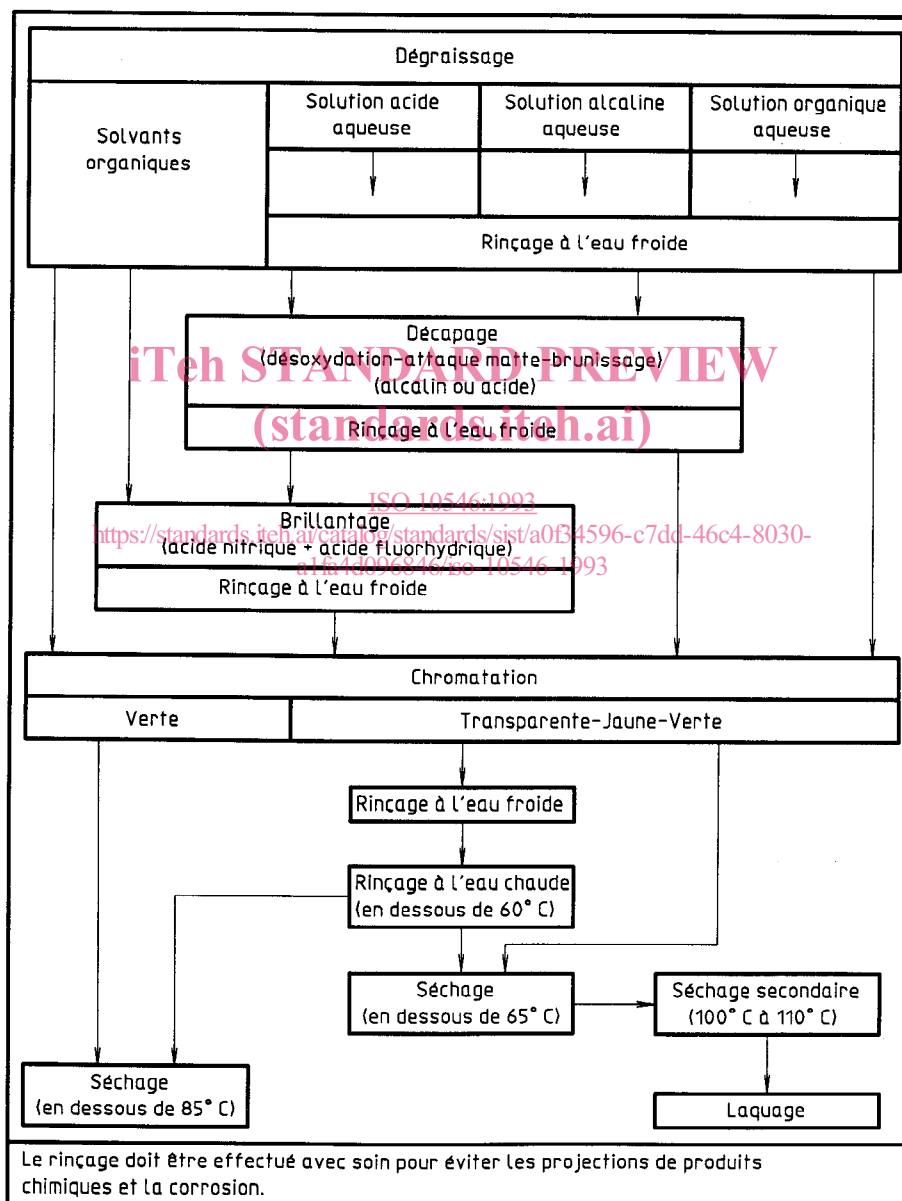 Dégraissage
Solvants
organiques
Solution acide
aqueuse
Solution alcaline
aqueuse
Solution organique
aqueuse
Rinçage à l'eau froide
Décapage
(désoxydation-attaque matte-brunissage)
(alcalin ou acide)
iTeh STANDARD PREVIEW
Rinçage à l'eau froide
(standards.iteh.ai)
ISO 10546:1993
Brillantage
https://standards.iteh.ai/catalog/standards/sist/a0f34596-c7dd-46c4-8030-
(acide nitrique + acide fluorhydrique)
a1fa4d096846/iso-10546-1993
Rinçage à l'eau froide
Chromatation
Verte
Transparente-Jaune-Verte
Rinçage à l'eau froide
Rinçage à l'eau chaude
(en dessous de 60° C)
Séchage
(en dessous de 65° C)
Séchage secondaire
(100° C à 110° C)
Séchage
(en dessous de 85° C)
Laquage
Le rinçage doit être effectué avec soin pour éviter les projections de produits
chimiques et la corrosion.